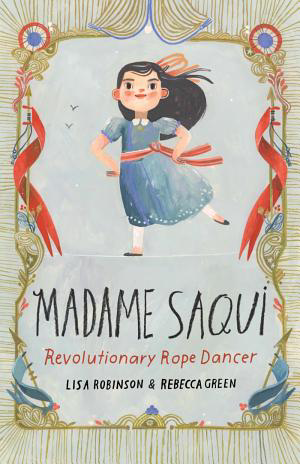 MADAME SAQUi
Revolutionary Rope Dancer
LISA ROBINSON & REBECCA GREEN